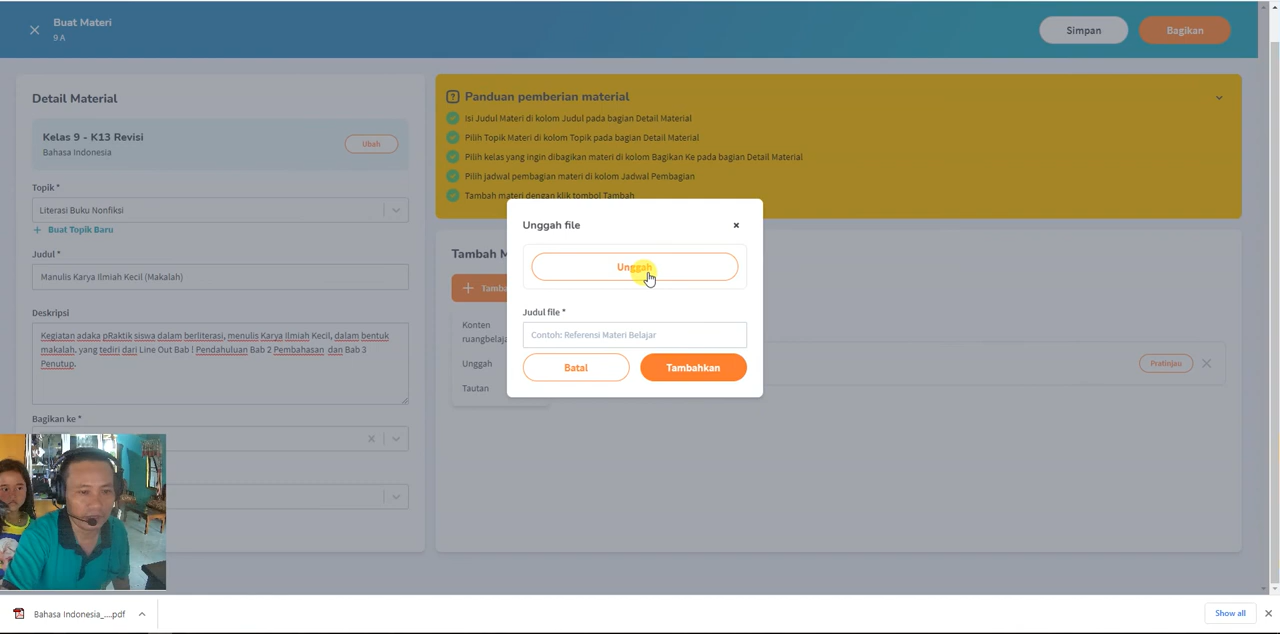 Buat Materi
9 A
Simpan
Bagikan
Detail Material
Kelas 9 - K13 Revisi
Bahasa Indonesia
Ubah
Topik *
Literasi Buku Nonfiksi
+ Buat Topik Baru
Judul *
Manulis Karya Ilmiah Kecil (Makalah)
Deskripsi
Kegiatan adaka pRaktik siswa dalam berliterasi, menulis Karya Ilmiah Kecil, dalam bentuk
makalah. yang tediri dari Line Out Bab ! Pendahuluan Bab 2 Pembahasan dan Bab 3
Penutup.
Bagikan ke *
? Panduan pemberian material
Isi Judul Materi di kolom Judul pada bagian Detail Material
Pilih Topik Materi di kolom Topik pada bagian Detail Material
Pilih kelas yang ingin dibagikan materi di kolom Bagikan Ke pada bagian Detail Material
Pilih jadwal pembagian materi di kolom Jadwal Pembagian
Tambah materi dengan klik tombol Tambah
Tambah M
+ Tamba
Konten
ruangbelaja
Unggah
Tautan
Pratinjau
Unggah file
Unggah
Judul file *
Contoh: Referensi Materi Belajar
Batal
Tambahkan
Bahasa Indonesia_....pdf
Show all